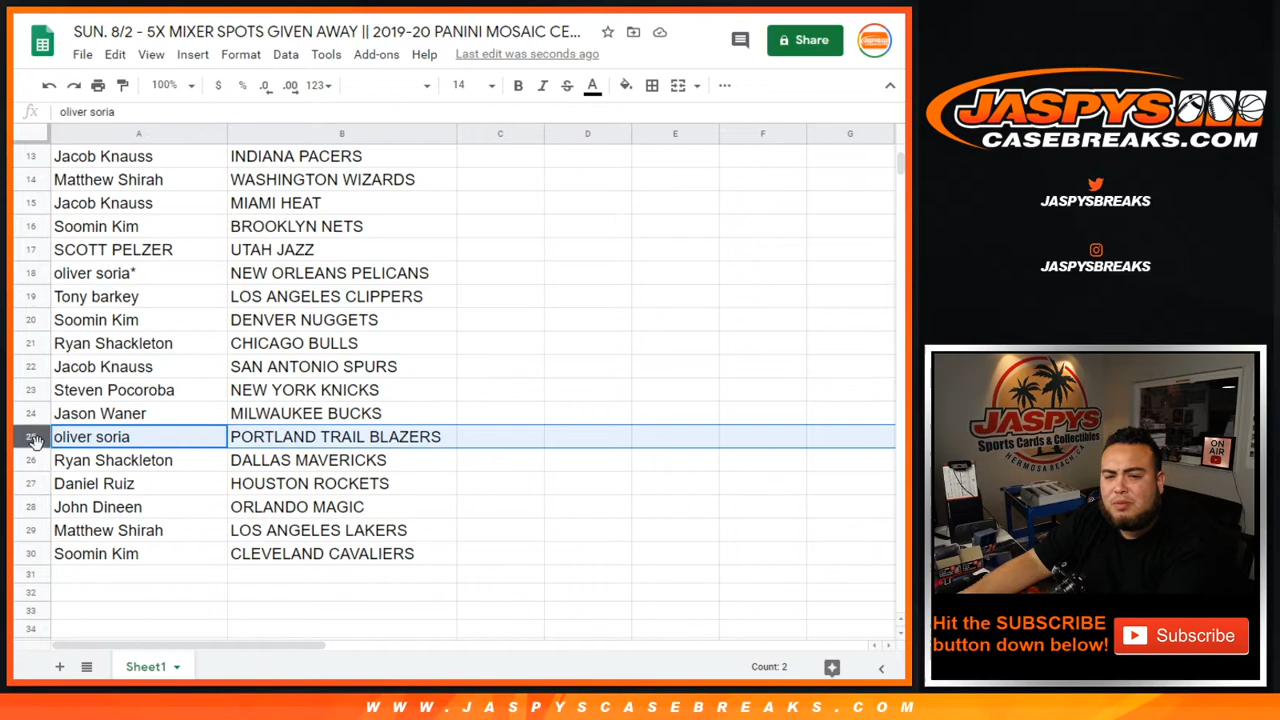 SUN. 8/2 - 5X MIXER SPOTS GIVEN AWAY || 2019-20 PANINI MOSAIC CE...
File Edit View Insert Format Data Tools Add-ons Help Last edit was seconds ago
Share
100% $ % .0 .00 123 14 B I S A ...
fx oliver soria
A B C D E F G
13 Jacob Knauss INDIANA PACERS
14 Matthew Shirah WASHINGTON WIZARDS
15 Jacob Knauss MIAMI HEAT
16 Soomin Kim BROOKLYN NETS
17 SCOTT PELZER UTAH JAZZ
18 oliver soria* NEW ORLEANS PELICANS
19 Tony barkey LOS ANGELES CLIPPERS
20 Soomin Kim DENVER NUGGETS
21 Ryan Shackleton CHICAGO BULLS
22 Jacob Knauss SAN ANTONIO SPURS
23 Steven Pocoroba NEW YORK KNICKS
24 Jason Waner MILWAUKEE BUCKS
25 oliver soria PORTLAND TRAIL BLAZERS
26 Ryan Shackleton DALLAS MAVERICKS
27 Daniel Ruiz HOUSTON ROCKETS
28 John Dineen ORLANDO MAGIC
29 Matthew Shirah LOS ANGELES LAKERS
30 Soomin Kim CLEVELAND CAVALIERS
31
32
33
34
Sheet1
Count: 2
JASPYS
CASEBREAKS.COM
JASPYSBREAKS
JASPYSBREAKS
JASPYS
Sports Cards & Collectibles
HERMOSA BEACH, CA
ON AIR
Hit the SUBSCRIBE
button down below!
Subscribe
WWW.JASPYSCASEBREAKS.COM